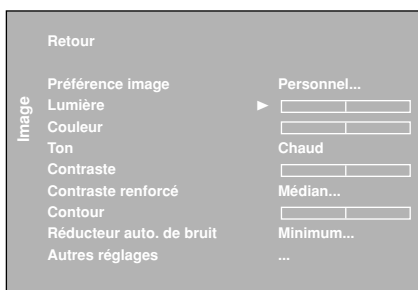 Retour
Image
Préférence image Personnel...
Lumière
Couleur
Ton Chaud
Contraste
Contraste renforcé Médian...
Contour
Réducteur auto. de bruit Minimum...
Autres réglages ...